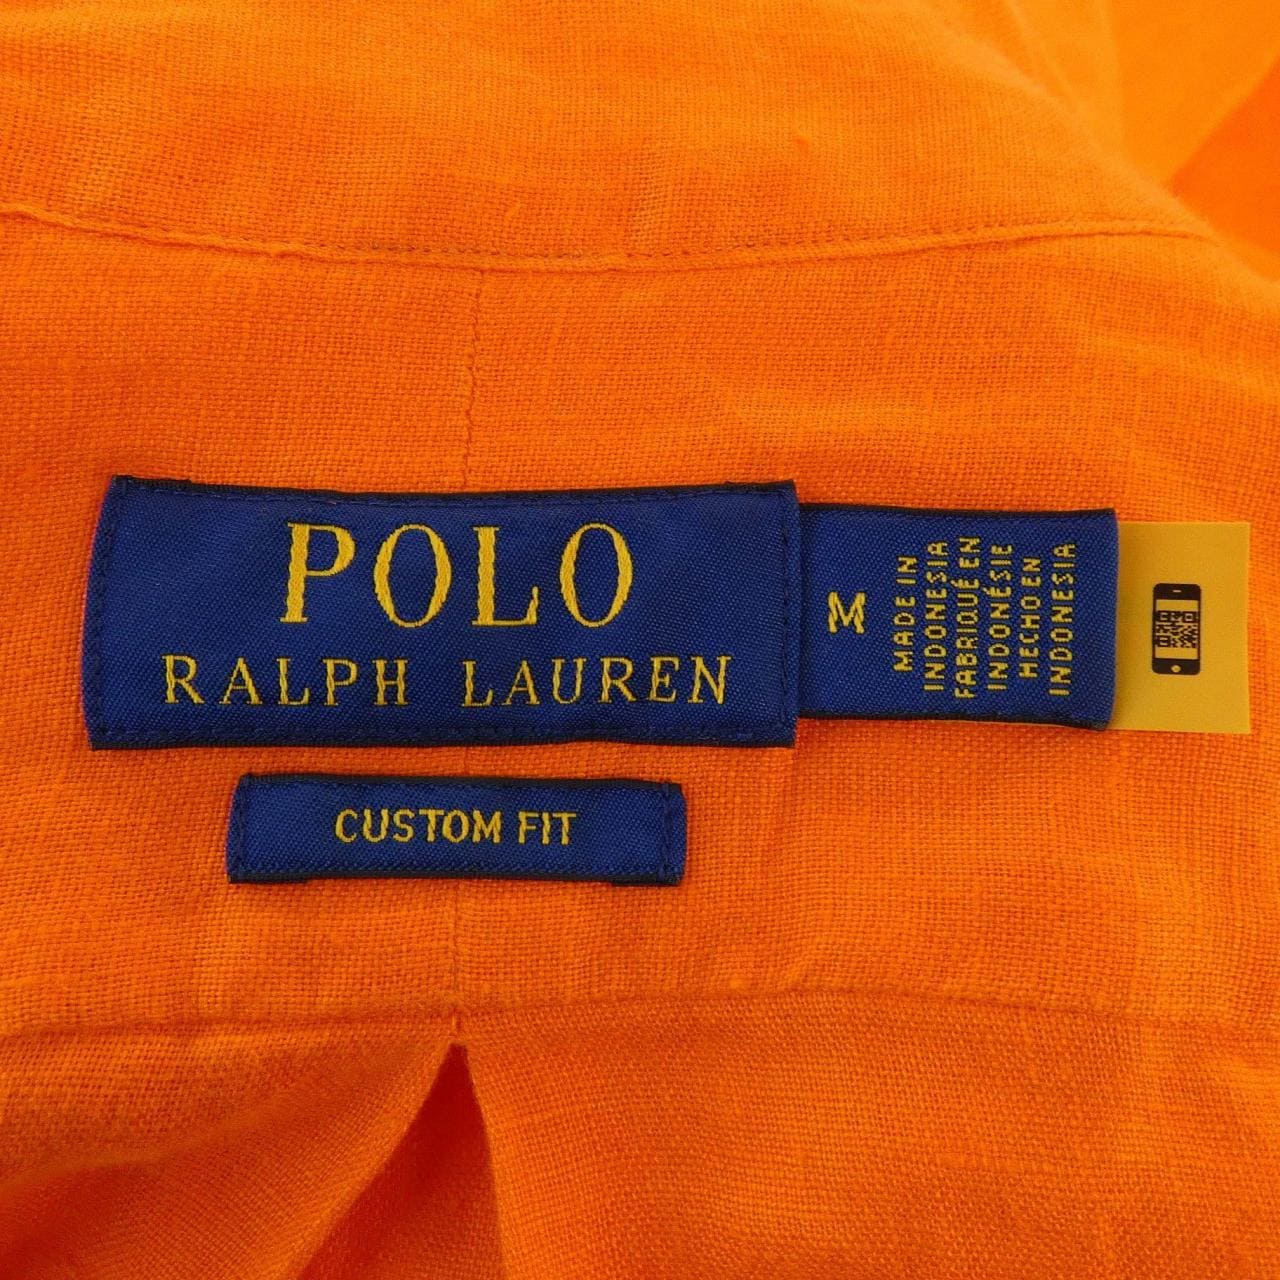 POLO
RALPH LAUREN
M
MADE IN
INDONESIA
FABRIQUÉ EN
INDONÉSIE
HECHO EN
INDONESIA
CUSTOM FIT